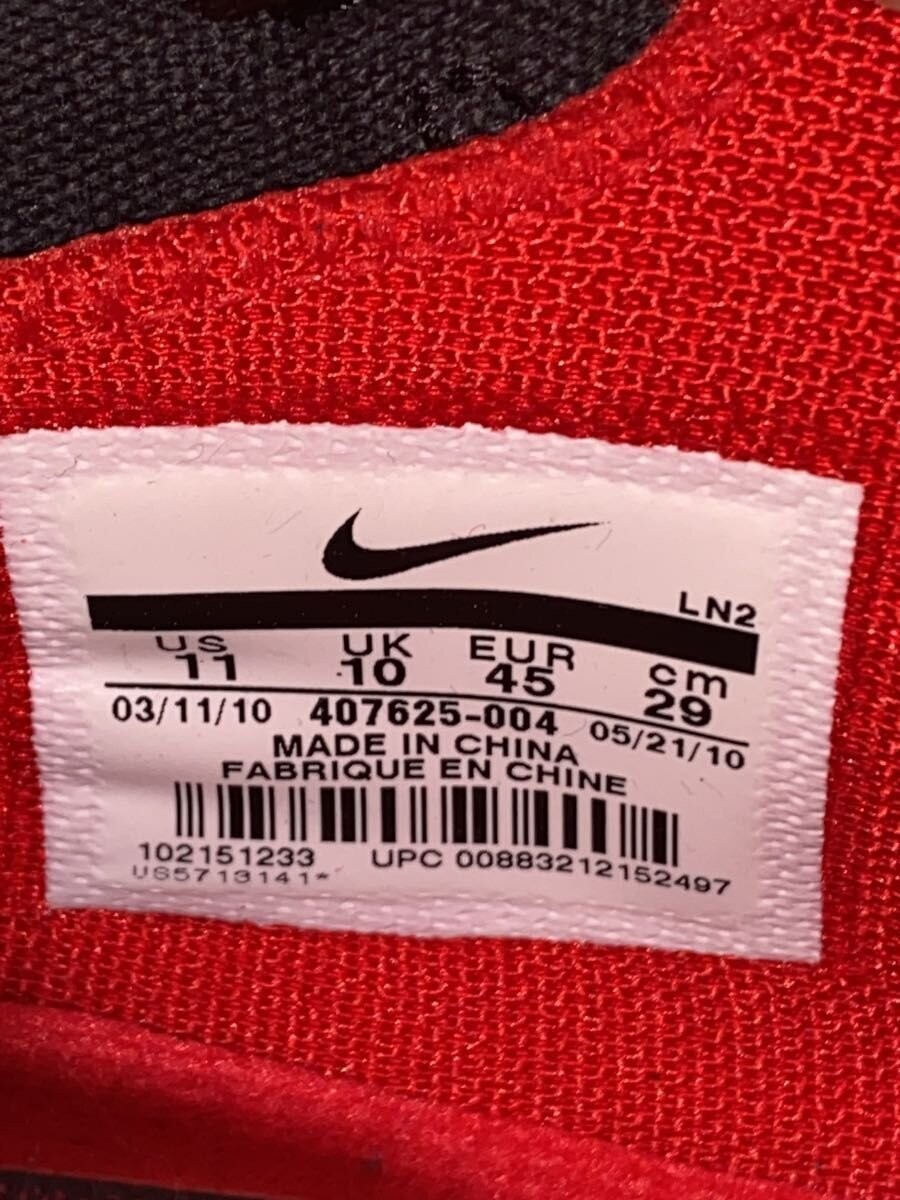 LN2
US UK EUR cm
11 10 45 29
03/11/10 407625-004 05/21/10
MADE IN CHINA
FABRIQUE EN CHINE
102151233 UPC 00883212152497
US5713141*